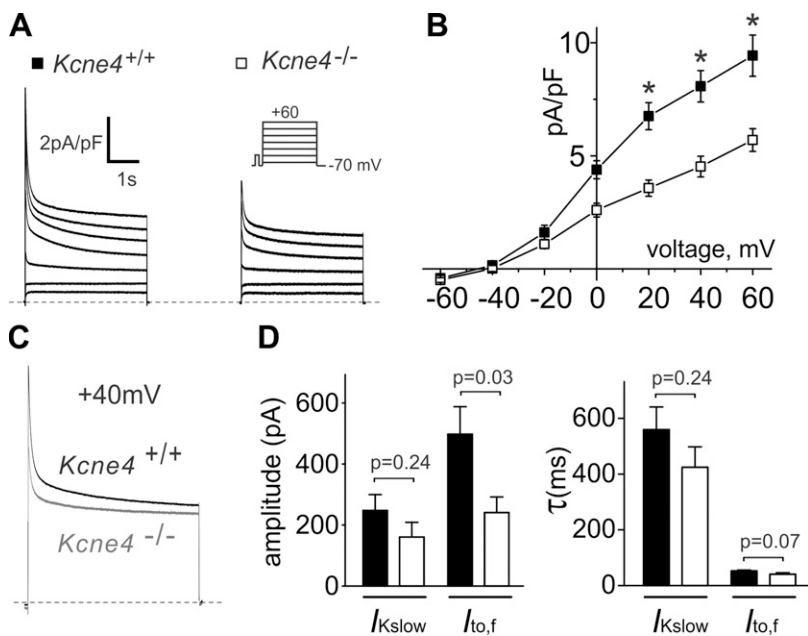 A
■ Kcne4+/+
□ Kcne4-/-
2pA/pF
1s
+60
-70 mV
B
10
5
pA/pF
* * *
voltage, mV
-60 -40 -20 0 20 40 60
C
+40mV
Kcne4 +/+
Kcne4 -/-
D
amplitude (pA)
600
400
200
0
p=0.24
p=0.03
IKslow Ito,f
τ(ms)
600
400
200
0
p=0.24
p=0.07
IKslow Ito,f